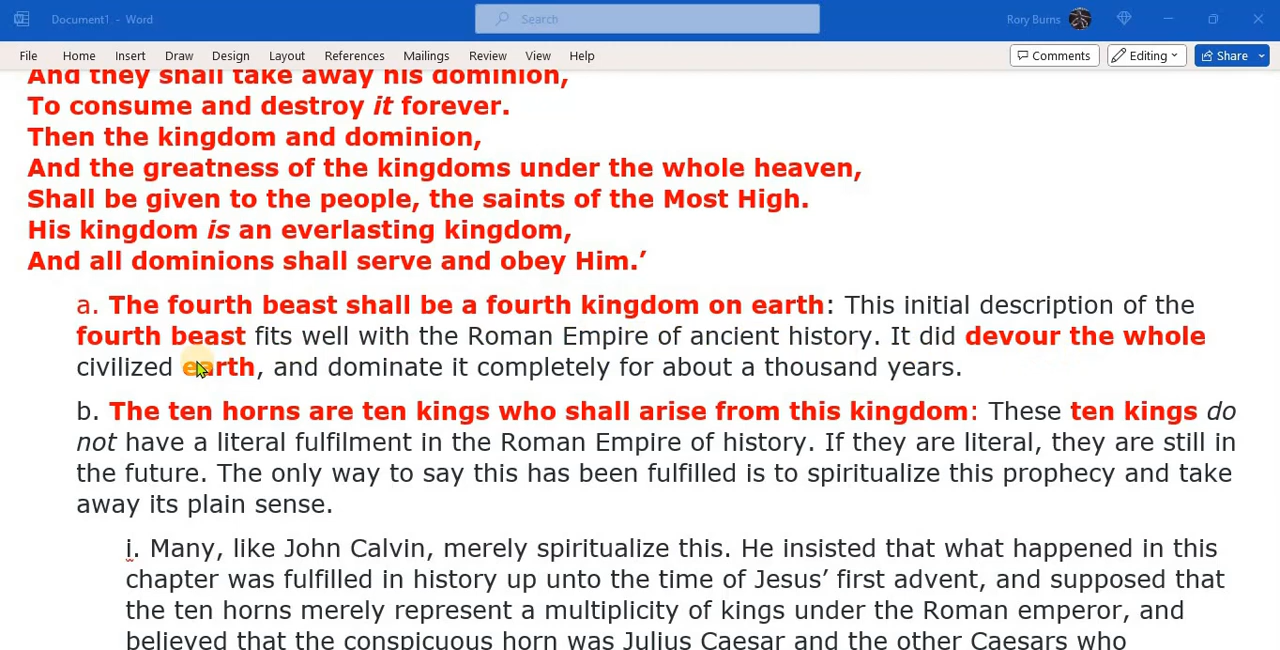 Document1 - Word
Search
Rory Burns
File Home Insert Draw Design Layout References Mailings Review View Help
Comments Editing Share
And they shall take away his dominion,
To consume and destroy it forever.
Then the kingdom and dominion,
And the greatness of the kingdoms under the whole heaven,
Shall be given to the people, the saints of the Most High.
His kingdom is an everlasting kingdom,
And all dominions shall serve and obey Him.’
a. The fourth beast shall be a fourth kingdom on earth: This initial description of the
fourth beast fits well with the Roman Empire of ancient history. It did devour the whole
civilized earth, and dominate it completely for about a thousand years.
b. The ten horns are ten kings who shall arise from this kingdom: These ten kings do
not have a literal fulfilment in the Roman Empire of history. If they are literal, they are still in
the future. The only way to say this has been fulfilled is to spiritualize this prophecy and take
away its plain sense.
i. Many, like John Calvin, merely spiritualize this. He insisted that what happened in this
chapter was fulfilled in history up unto the time of Jesus’ first advent, and supposed that
the ten horns merely represent a multiplicity of kings under the Roman emperor, and
believed that the conspicuous horn was Julius Caesar and the other Caesars who